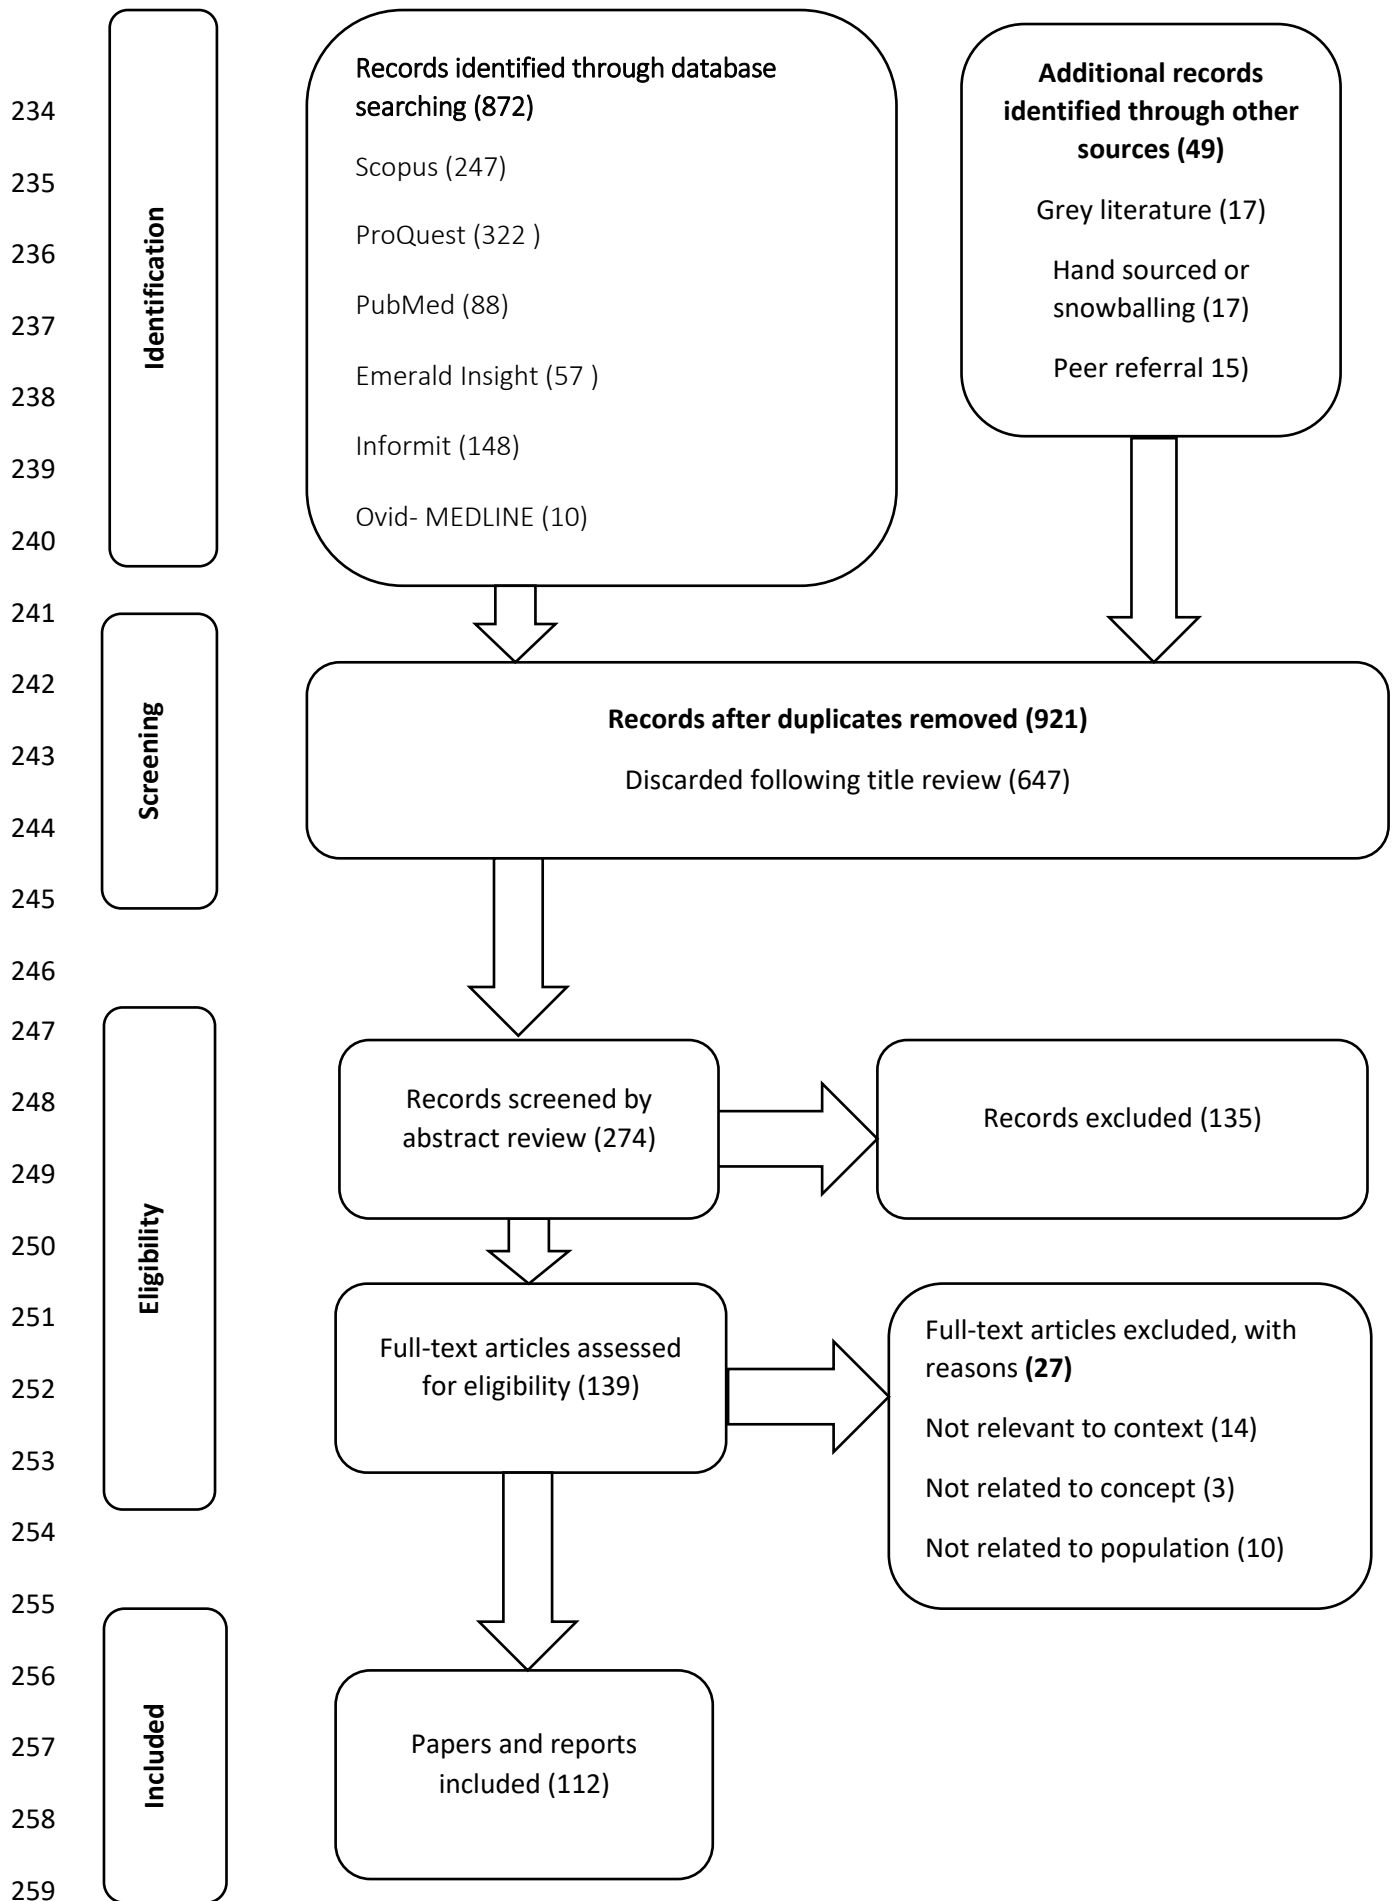 234
235
236
237
238
239
240
241
242
243
244
245
246
247
248
249
250
251
252
253
254
255
256
257
258
259
Identification
Records identified through database
searching (872)
Scopus (247)
ProQuest (322 )
PubMed (88)
Emerald Insight (57 )
Informit (148)
Ovid- MEDLINE (10)
Additional records
identified through other
sources (49)
Grey literature (17)
Hand sourced or
snowballing (17)
Peer referral 15)
Screening
Records after duplicates removed (921)
Discarded following title review (647)
Eligibility
Records screened by
abstract review (274)
Records excluded (135)
Full-text articles assessed
for eligibility (139)
Full-text articles excluded, with
reasons (27)
Not relevant to context (14)
Not related to concept (3)
Not related to population (10)
Included
Papers and reports
included (112)